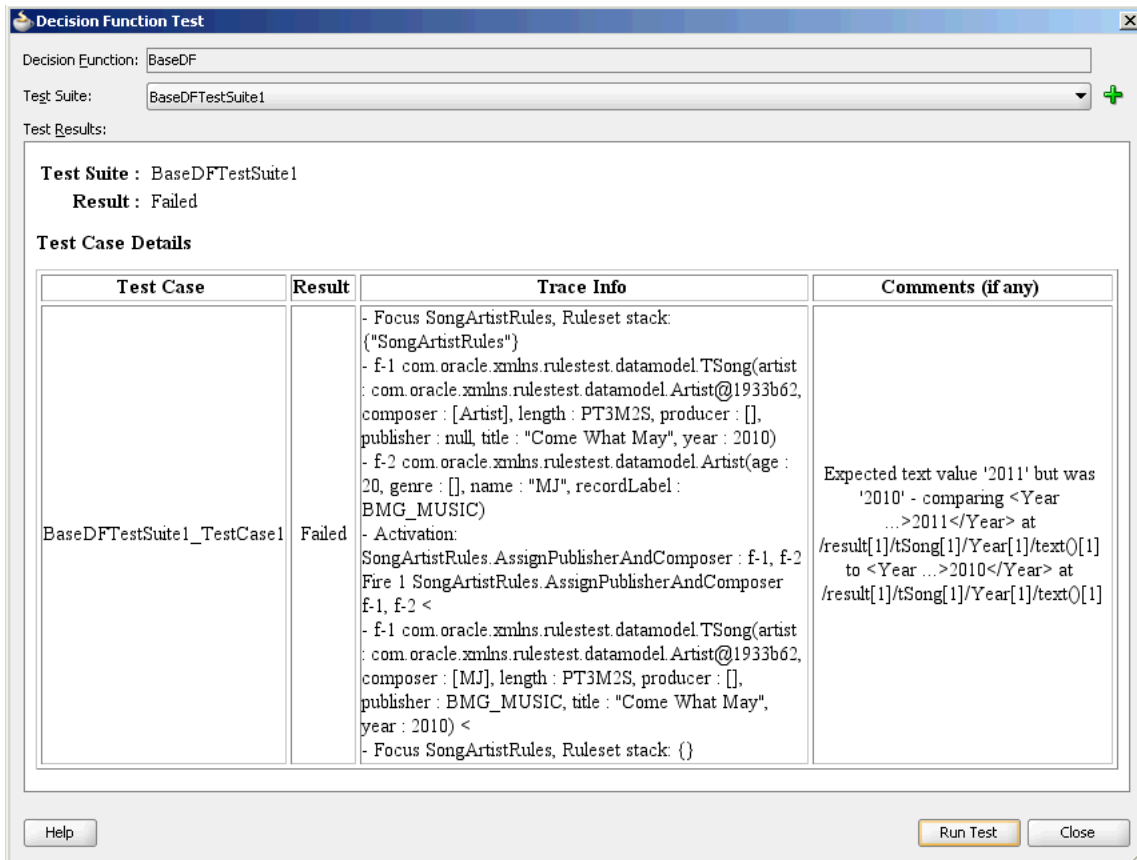 Decision Function Test
Decision Function: BaseDF
Test Suite: BaseDFTestSuite1
Test Results:
Test Suite : BaseDFTestSuite1
Result : Failed
Test Case Details
Test Case Result Trace Info Comments (if any)
BaseDFTestSuite1_TestCase1
Failed
- Focus SongArtistRules, Ruleset stack:
{"SongArtistRules"}
- f-1 com.oracle.xmlns.rulestest.datamodel.TSong(artist
: com.oracle.xmlns.rulestest.datamodel.Artist@1933b62,
composer : [Artist], length : PT3M2S, producer : [],
publisher : null, title : "Come What May", year : 2010)
- f-2 com.oracle.xmlns.rulestest.datamodel.Artist(age :
20, genre : [], name : "MJ", recordLabel :
BMG_MUSIC)
- Activation:
SongArtistRules.AssignPublisherAndComposer : f-1, f-2
Fire 1 SongArtistRules.AssignPublisherAndComposer
f-1, f-2 <
- f-1 com.oracle.xmlns.rulestest.datamodel.TSong(artist
: com.oracle.xmlns.rulestest.datamodel.Artist@1933b62,
composer : [MJ], length : PT3M2S, producer : [],
publisher : BMG_MUSIC, title : "Come What May",
year : 2010) <
- Focus SongArtistRules, Ruleset stack: {}
Expected text value '2011' but was
'2010' - comparing <Year
...>2011</Year> at
/result[1]/tSong[1]/Year[1]/text()[1]
to <Year ...>2010</Year> at
/result[1]/tSong[1]/Year[1]/text()[1]
Help Run Test Close